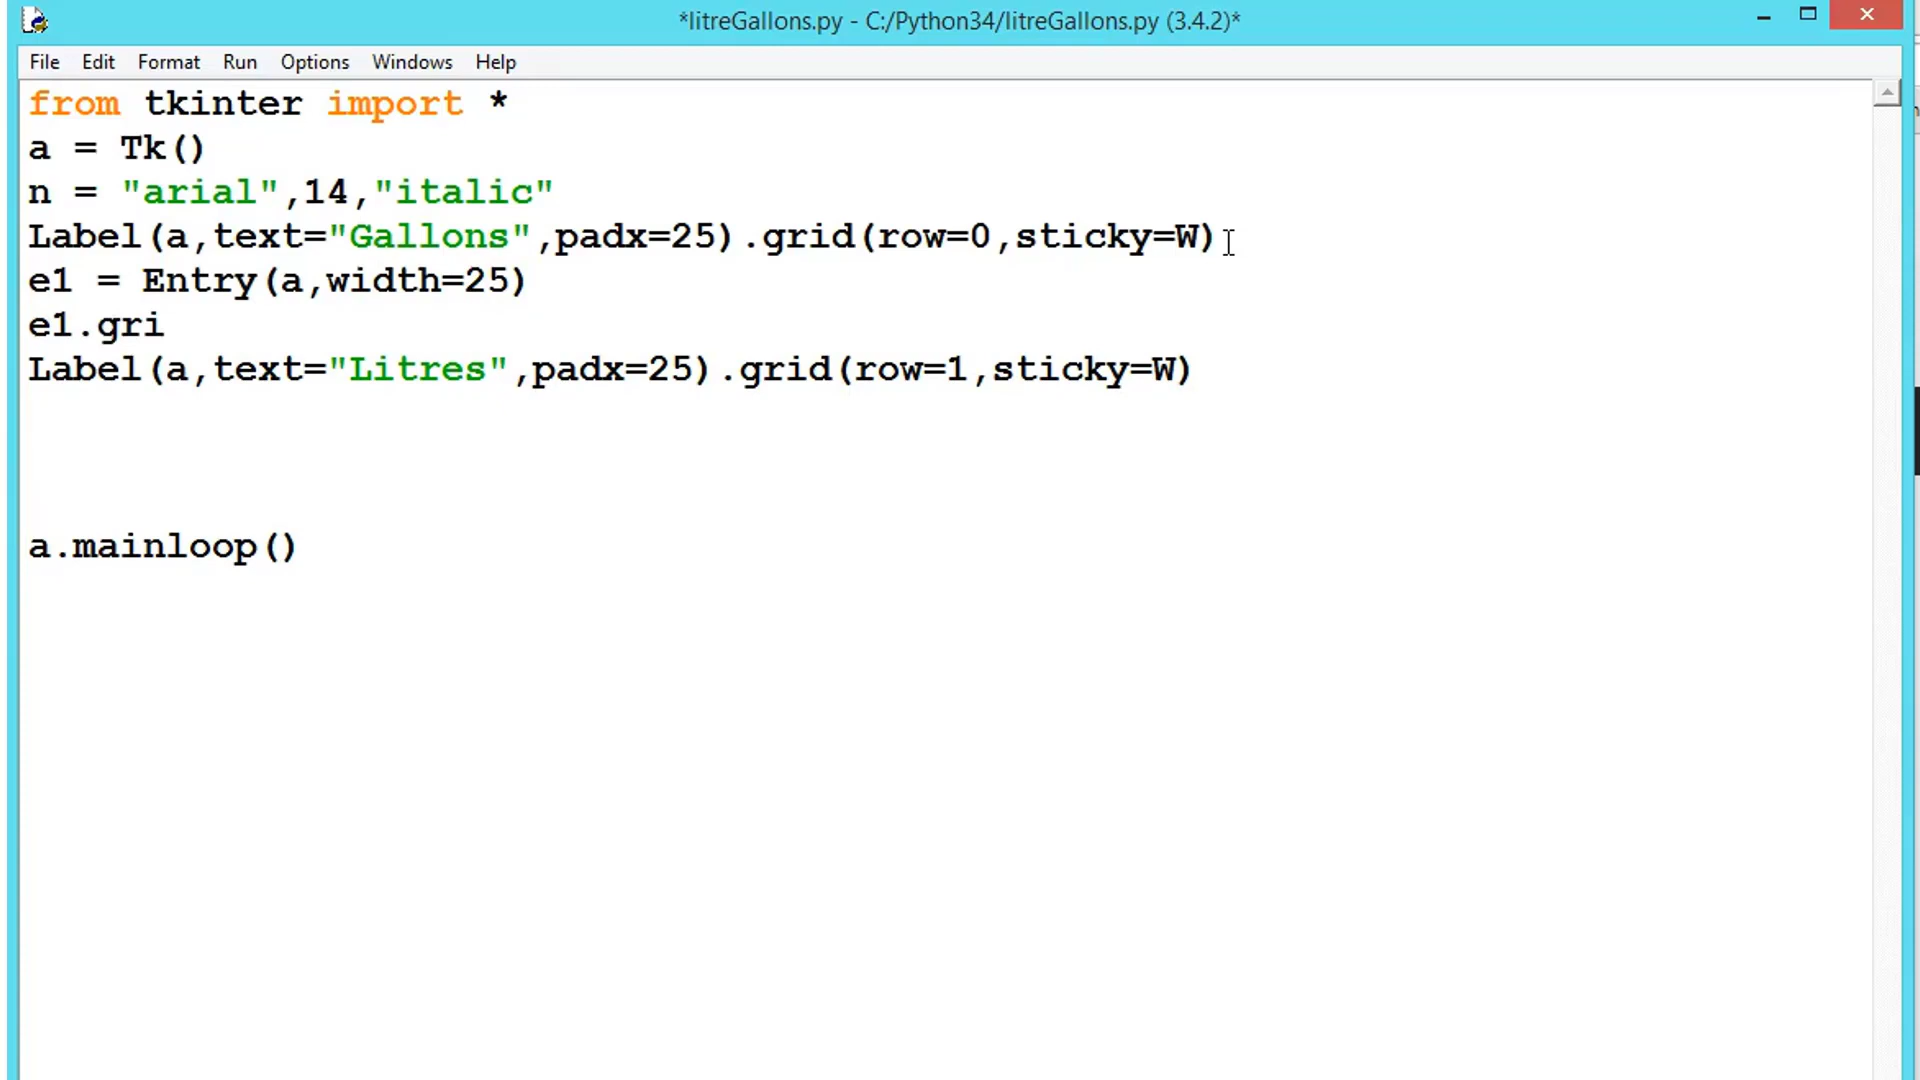 *litreGallons.py - C:/Python34/litreGallons.py (3.4.2)*
File Edit Format Run Options Windows Help
from tkinter import *
a = Tk()
n = "arial",14,"italic"
Label(a,text="Gallons",padx=25).grid(row=0,sticky=W)
e1 = Entry(a,width=25)
e1.gri
Label(a,text="Litres",padx=25).grid(row=1,sticky=W)
a.mainloop()